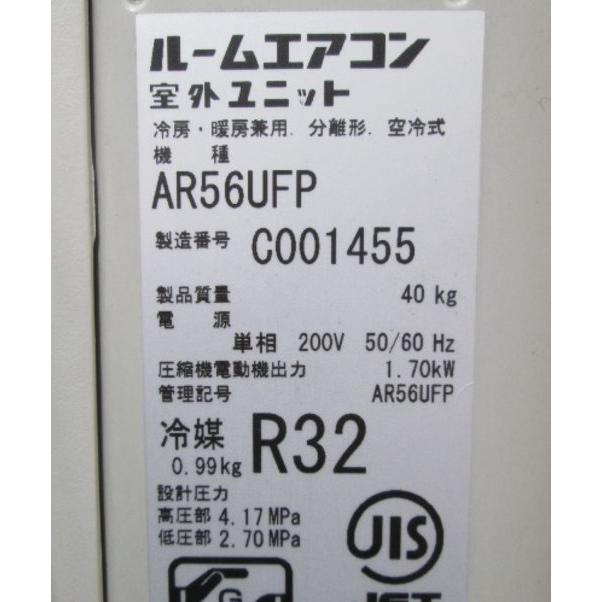 ルームエアコン
室外ユニット
冷房・暖房兼用. 分離形. 空冷式
機 種
AR56UFP
製造番号 C001455
製品質量 40 kg
電 源
単相 200V 50/60 Hz
圧縮機電動機出力 1.70kW
管理記号 AR56UFP
冷媒 R32
0.99kg
設計圧力
高圧部 4.17 MPa
低圧部 2.70 MPa
JIS
JET